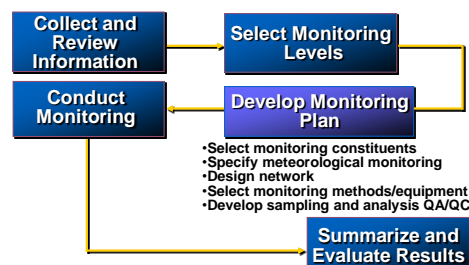 Collect and
Review
Information
Select Monitoring
Levels
Conduct
Monitoring
Develop Monitoring
Plan
•Select monitoring constituents
•Specify meteorological monitoring
•Design network
•Select monitoring methods/equipment
•Develop sampling and analysis QA/QC
Summarize and
Evaluate Results